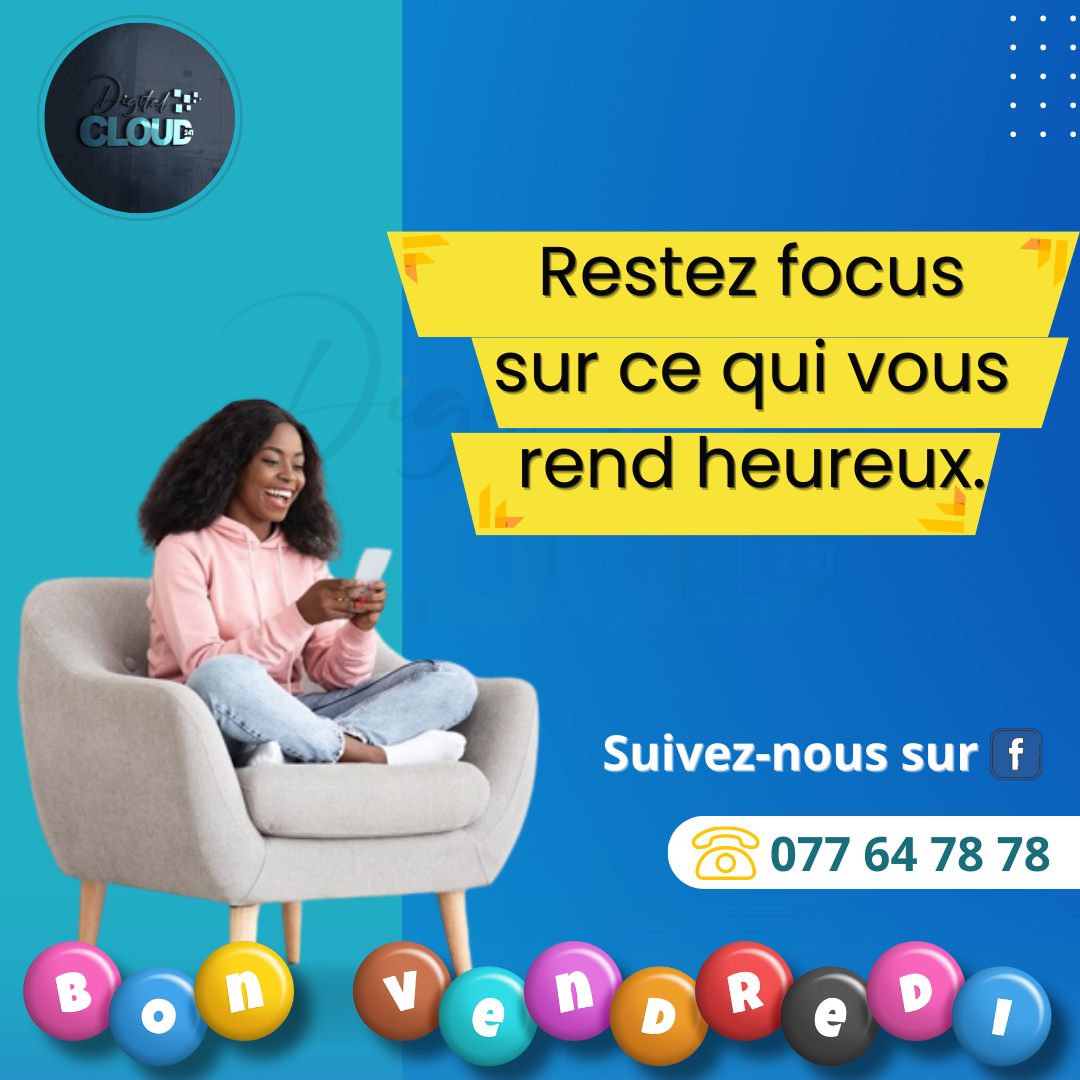 Digital
CLOUD
241
Restez focus
sur ce qui vous
rend heureux.
Suivez-nous sur f
077 64 78 78
BON VeNDReDI